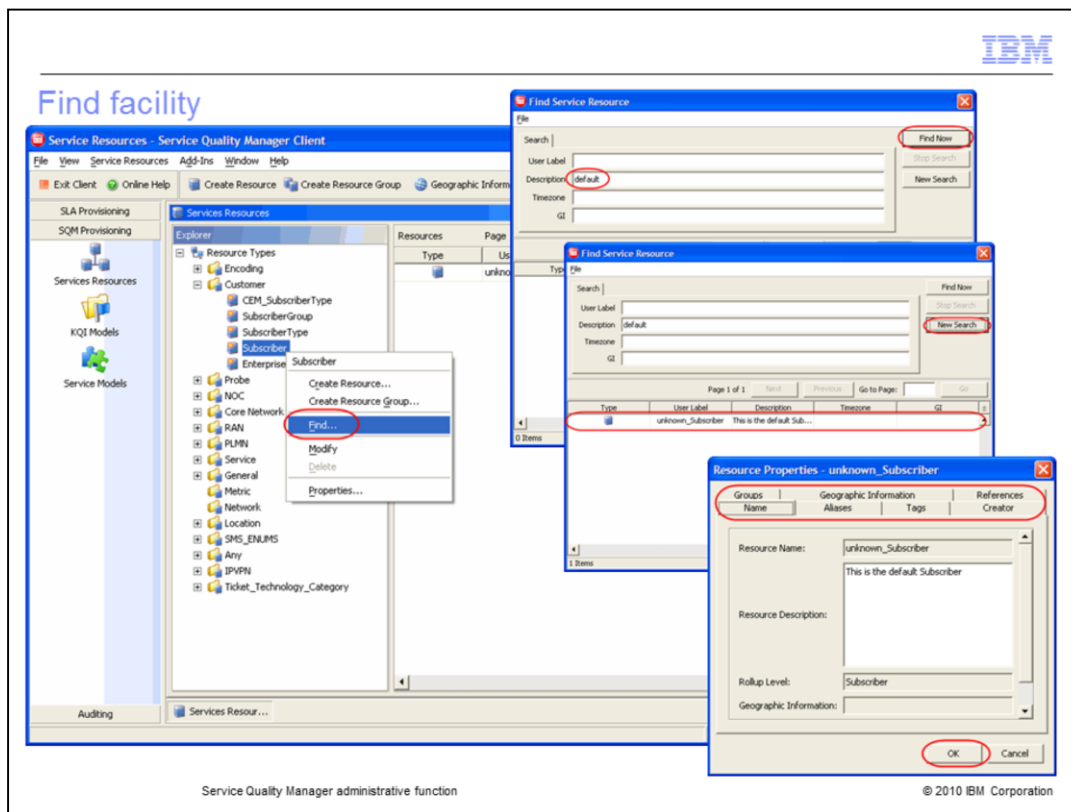 IBM
Find facility
Service Resources - Service Quality Manager Client
File View Service Resources Add-Ins Window Help
Exit Client Online Help Create Resource Create Resource Group Geographic Inform
SLA Provisioning
SQM Provisioning
Services Resources
KQI Models
Service Models
Auditing
Services Resources
Explorer
Resource Types
Encoding
Customer
CEM_SubscriberType
SubscriberGroup
SubscriberType
Subscriber
Enterprise
Probe
NOC
Core Network
RAN
PLMN
Service
General
Metric
Network
Location
SMS_ENUMS
Any
IPVPN
Ticket_Technology_Category
Resources Page
Type Us
unkno
Subscriber
Create Resource...
Create Resource Group...
Find...
Modify
Delete
Properties...
Services Resour...
Find Service Resource
File
Search
User Label
Description default
Timezone
GI
Find Now
Stop Search
New Search
Typ
0 Items
Find Service Resource
File
Search
User Label
Description default
Timezone
GI
Find Now
Stop Search
New Search
Page 1 of 1 Next Previous Go to Page: Go
Type User Label Description Timezone GI
unknown_Subscriber This is the default Sub...
1 Items
Resource Properties - unknown_Subscriber
Groups Geographic Information References
Name Aliases Tags Creator
Resource Name: unknown_Subscriber
Resource Description: This is the default Subscriber
Rollup Level: Subscriber
Geographic Information:
OK Cancel
Service Quality Manager administrative function
© 2010 IBM Corporation